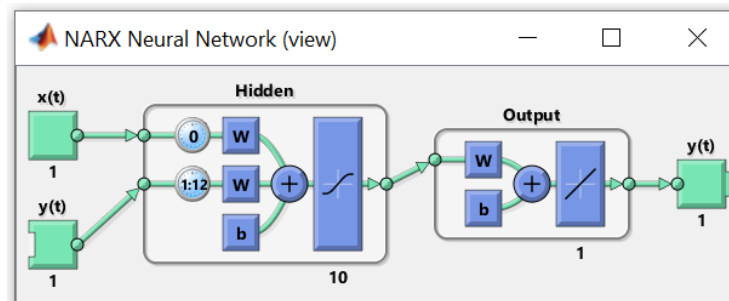 NARX Neural Network (view)
Hidden
x(t)
0
W
1
1:12
W
y(t)
b
1
10
Output
W
b
1
y(t)
1